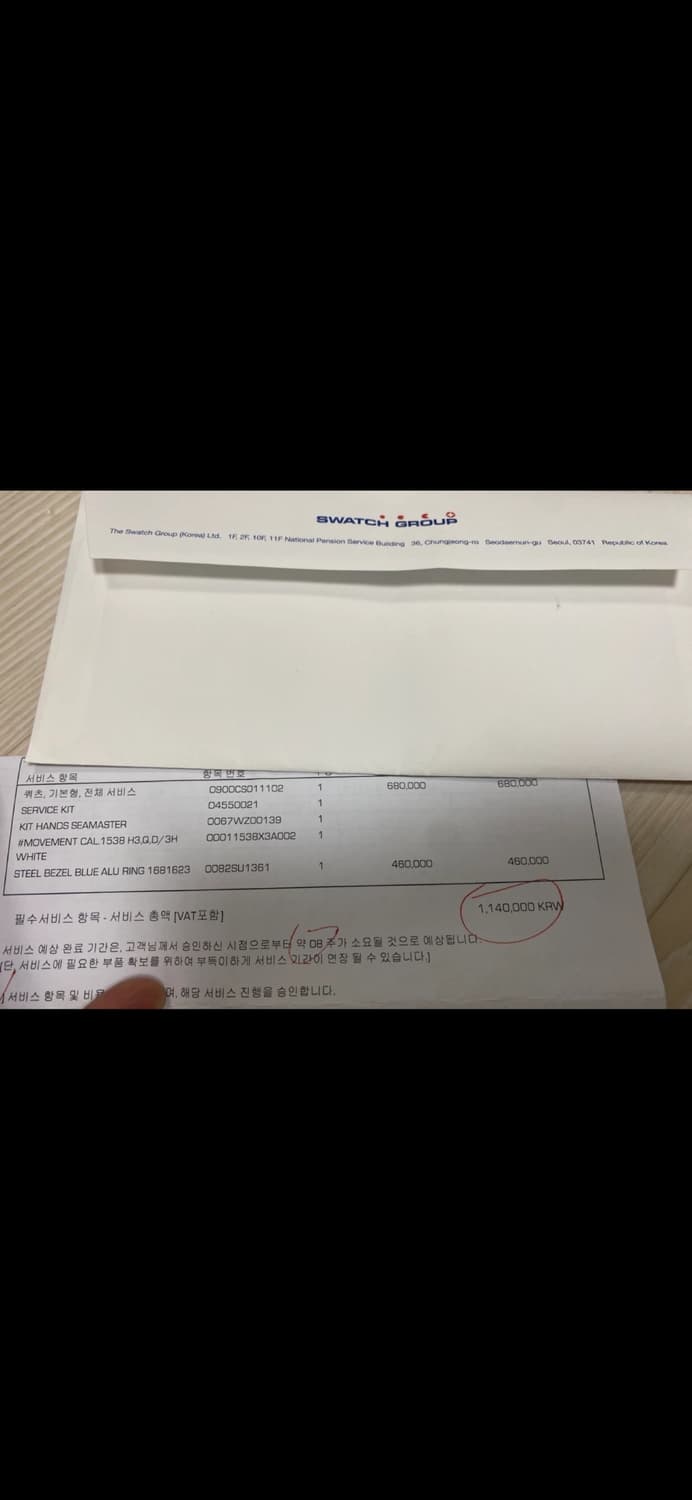 SWATCH GROUP
The Swatch Group (Korea) Ltd. 1F, 2F, 10F, 11F National Pension Service Building 36, Chungjeong-ro Seodaemun-gu Seoul, 03741 Republic of Korea
서비스 항목 항목 번호
쿼츠, 기본형, 전체 서비스 0900CS011102 1 680,000 680,000
SERVICE KIT 04550021 1
KIT HANDS SEAMASTER 0067WZ00139 1
#MOVEMENT CAL.1538 H3,Q,D/3H 00011538X3A002 1
WHITE
STEEL BEZEL BLUE ALU RING 1681623 0082SU1361 1 460,000 460,000
필수서비스 항목 - 서비스 총액 [VAT포함] 1,140,000 KRW
서비스 예상 완료 기간은, 고객님께서 승인하신 시점으로부터 약 08 주가 소요될 것으로 예상됩니다.
[단, 서비스에 필요한 부품 확보를 위하여 부득이하게 서비스 기간이 연장 될 수 있습니다.]
서비스 항목 및 비용 며, 해당 서비스 진행을 승인합니다.